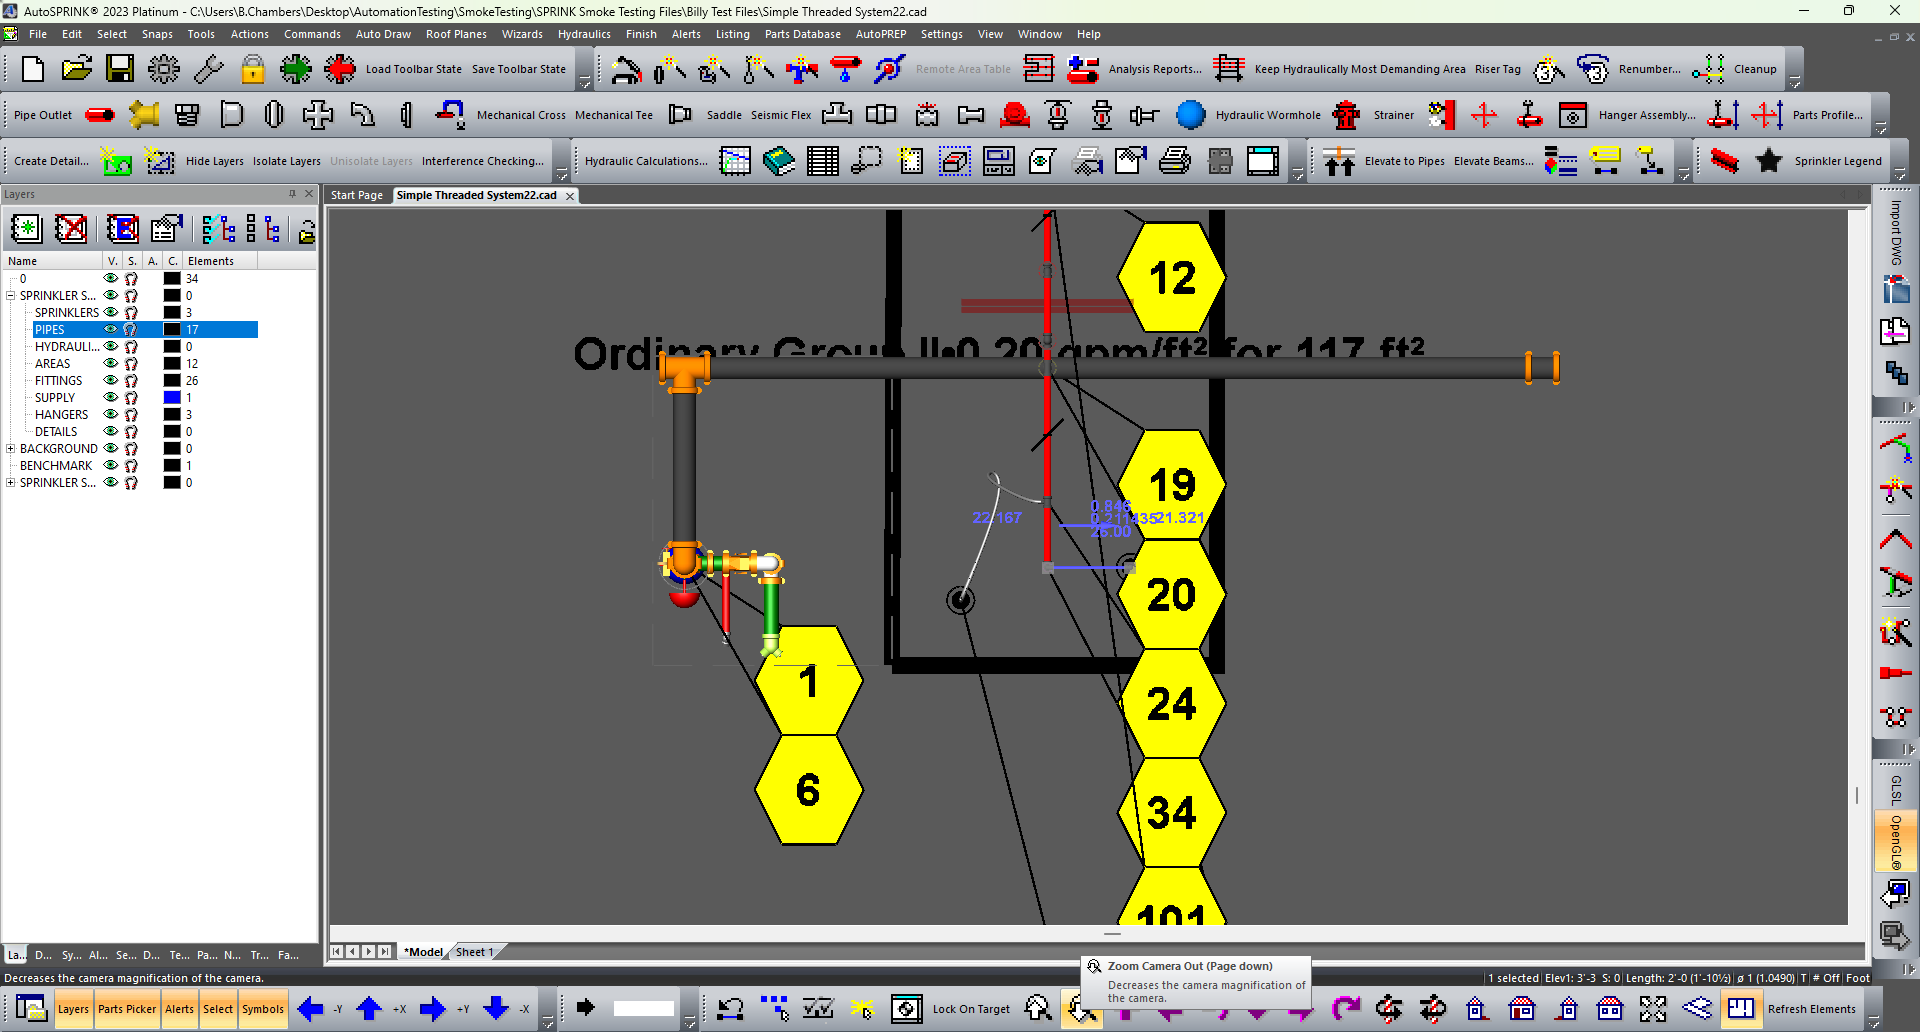 AutoSPRINK® 2023 Platinum - C:\Users\B.Chambers\Desktop\AutomationTesting\SmokeTesting\SPRINK Smoke Testing Files\Billy Test Files\Simple Threaded System22.cad
File Edit Select Snaps Tools Actions Commands Auto Draw Roof Planes Wizards Hydraulics Finish Alerts Listing Parts Database AutoPREP Settings View Window Help
Load Toolbar State Save Toolbar State Remote Area Table Analysis Reports... Keep Hydraulically Most Demanding Area Riser Tag Renumber... Cleanup
Pipe Outlet Mechanical Cross Mechanical Tee Saddle Seismic Flex Hydraulic Wormhole Strainer Hanger Assembly... Parts Profile...
Create Detail... Hide Layers Isolate Layers Unisolate Layers Interference Checking... Hydraulic Calculations... Elevate to Pipes Elevate Beams... Sprinkler Legend
Layers
Start Page Simple Threaded System22.cad
Name V. S. A. C. Elements
0 34
SPRINKLER S... 0
SPRINKLERS 3
PIPES 17
HYDRAULI... 0
AREAS 12
FITTINGS 26
SUPPLY 1
HANGERS 3
DETAILS 0
BACKGROUND 0
BENCHMARK 1
SPRINKLER S... 0
12
Ordinary Group II•0.20 gpm/ft² for 117 ft²
19
22.167
0.846
0.211435 21.321
26.00
20
24
34
101
1
6
Import DWG
GLSL
OpenGL®
*Model Sheet 1
La... D... Sy... Al... Se... D... Te... Pa... N... Tr... Fa...
Zoom Camera Out (Page down)
Decreases the camera magnification of
the camera.
Decreases the camera magnification of the camera.
1 selected Elev1: 3'-3 S: 0 Length: 2'-0 (1'-10½) ø 1 (1.0490) T # Off Foot
Layers Parts Picker Alerts Select Symbols -Y +X +Y -X Lock On Target Refresh Elements